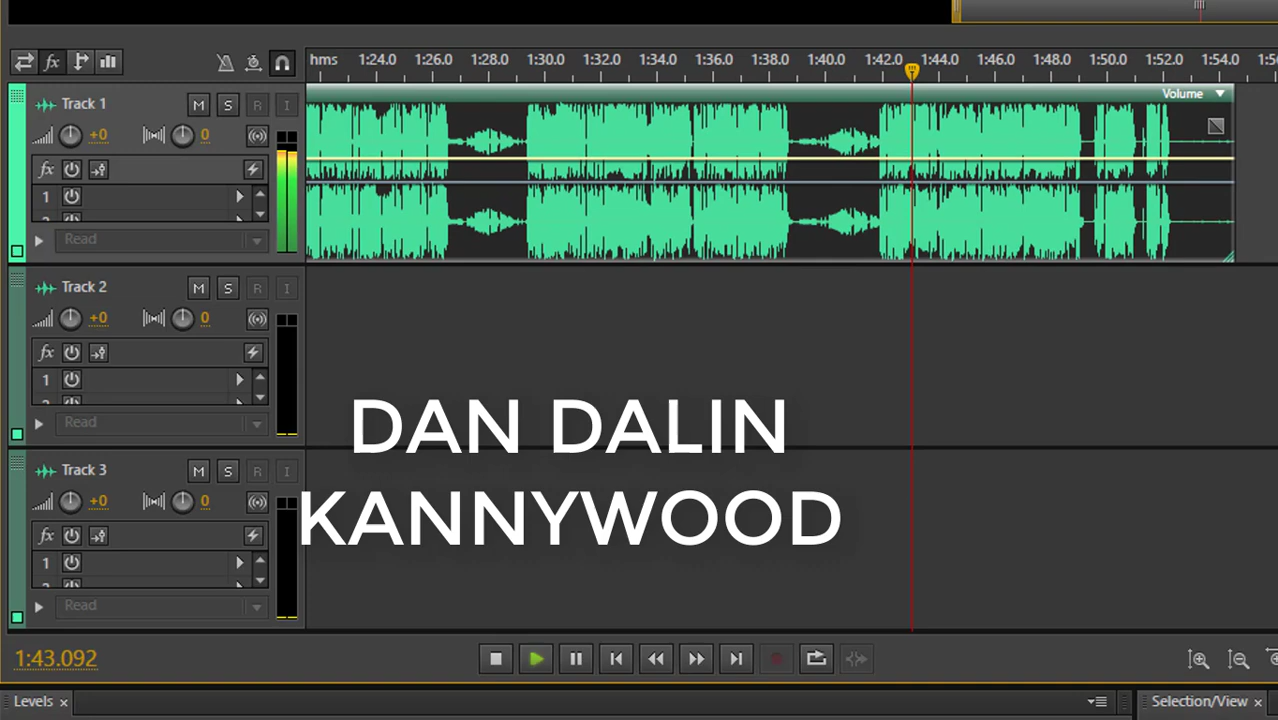 hms 1:24.0 1:26.0 1:28.0 1:30.0 1:32.0 1:34.0 1:36.0 1:38.0 1:40.0 1:42.0 1:44.0 1:46.0 1:48.0 1:50.0 1:52.0 1:54.0
fx
Track 1 M S R I
Volume
+0 0
fx
1
Read
Track 2 M S R I
+0 0
fx
1
Read
DAN DALIN
KANNYWOOD
Track 3 M S R I
+0 0
fx
1
Read
1:43.092
Levels × Selection/View ×